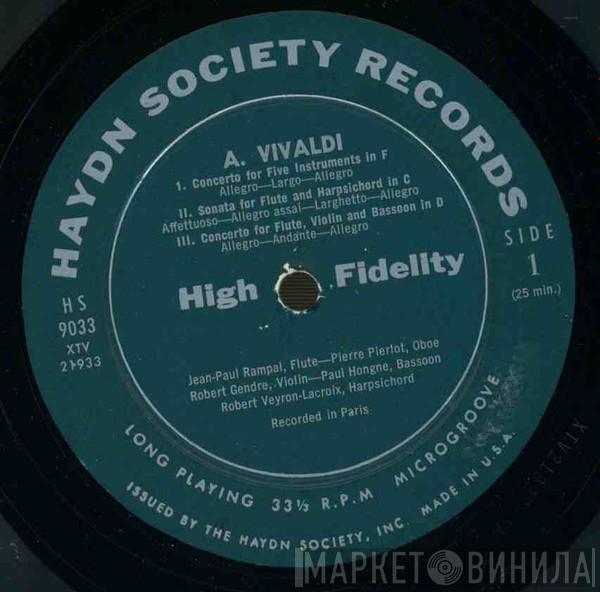 HAYDN SOCIETY RECORDS
A. VIVALDI
I. Concerto for Five Instruments in F
Allegro—Largo—Allegro
II. Sonata for Flute and Harpsichord in C
Affettuoso—Allegro assai—Larghetto—Allegro
III. Concerto for Flute, Violin and Bassoon in D
Allegro—Andante—Allegro
SIDE
1
(25 min.)
HS
9033
XTV
21933
High Fidelity
Jean-Paul Rampal, Flute—Pierre Pierlot, Oboe
Robert Gendre, Violin—Paul Hongne, Bassoon
Robert Veyron-Lacroix, Harpsichord
Recorded in Paris
LONG PLAYING 33⅓ R.P.M MICROGROOVE
ISSUED BY THE HAYDN SOCIETY, INC. MADE IN U.S.A.
МАРКЕТ ВИНИЛА